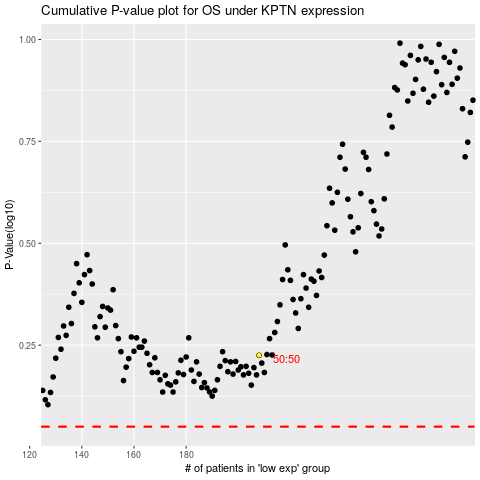 Cumulative P-value plot for OS under KPTN expression
P-Value(log10)
1.00
0.75
0.50
0.25
50:50
120 140 160 180
# of patients in 'low exp' group